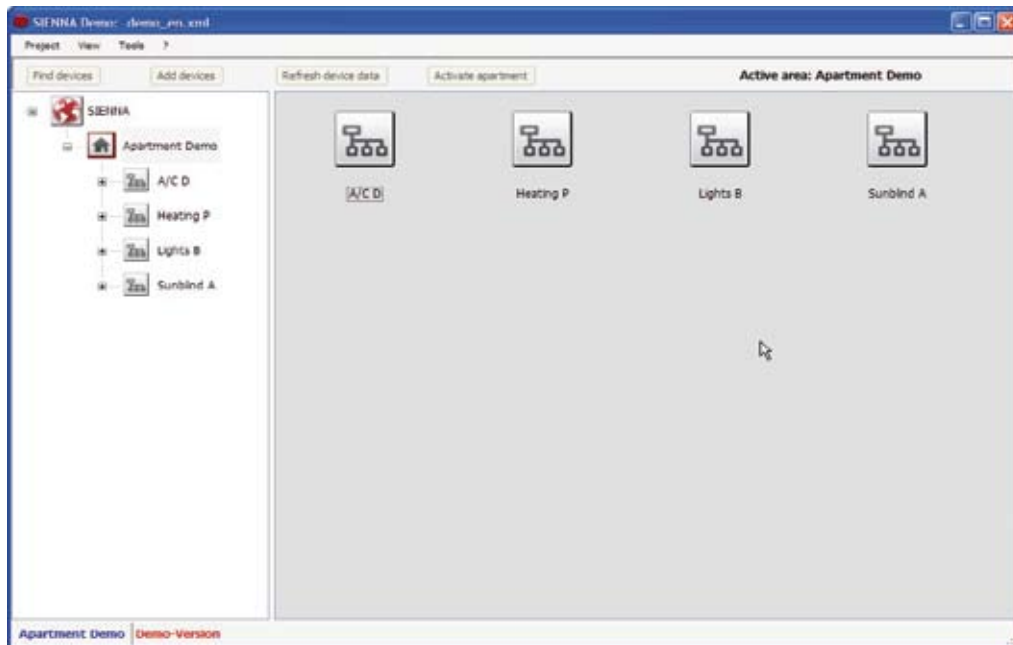 SIENNA Demo: demo_en.xml
Project View Tools ?
Find devices Add devices Refresh device data Activate apartment Active area: Apartment Demo
SIENNA
Apartment Demo
A/C D
Heating P
Lights B
Sunblind A
A/C D Heating P Lights B Sunblind A
Apartment Demo Demo-Version